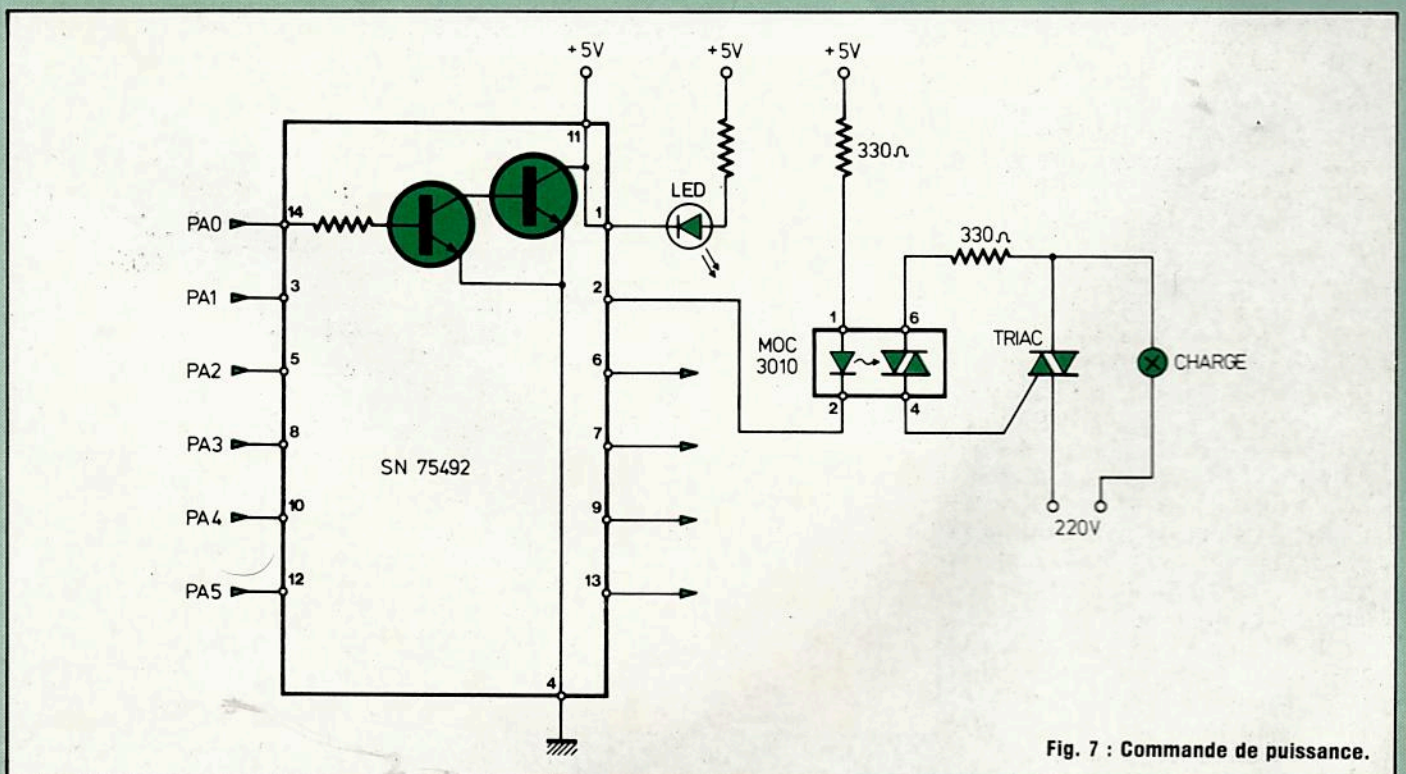 +5V
+5V
+5V
11
330Ω
LED
PA0
14
1
330Ω
PA1
3
2
1
6
TRIAC
MOC
3010
CHARGE
PA2
5
6
2
4
PA3
8
7
SN 75492
PA4
10
9
220V
PA5
12
13
4
Fig. 7 : Commande de puissance.